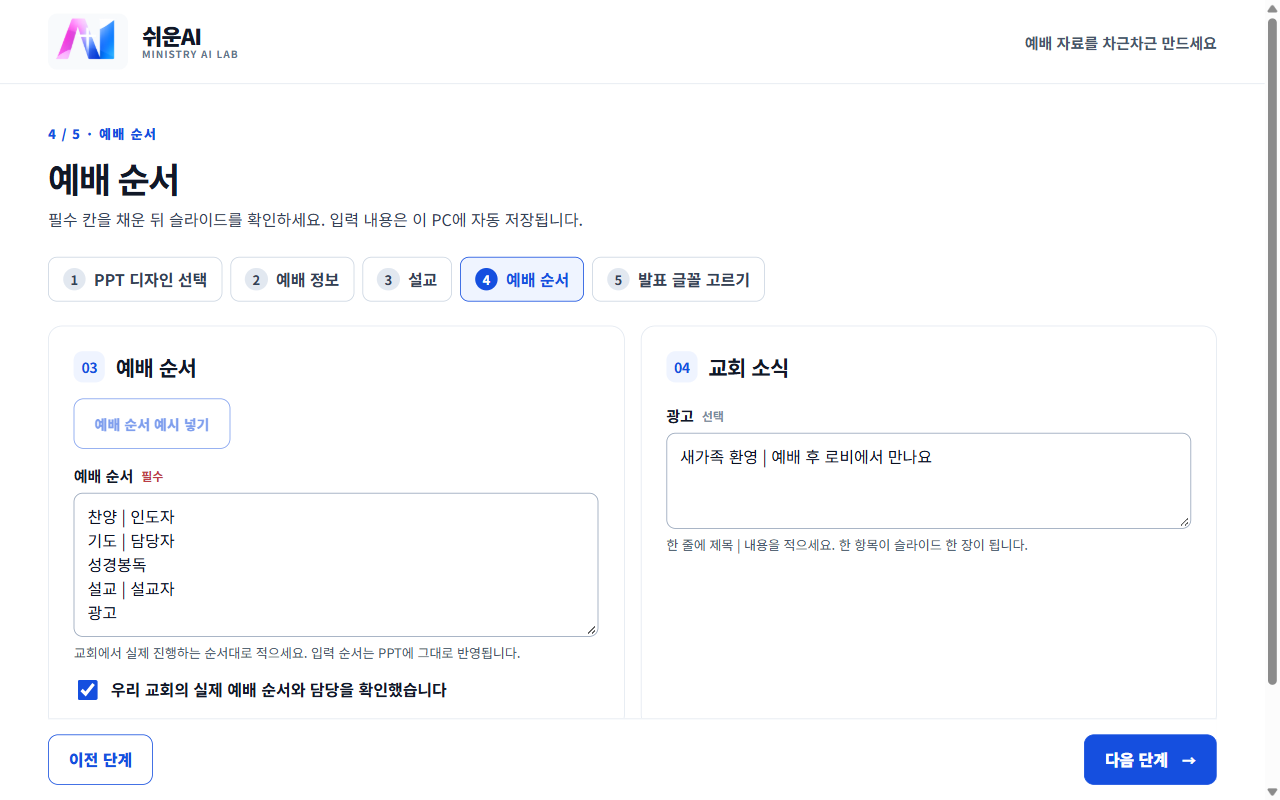 쉬운AI
MINISTRY AI LAB
예배 자료를 차근차근 만드세요
4 / 5 · 예배 순서
예배 순서
필수 칸을 채운 뒤 슬라이드를 확인하세요. 입력 내용은 이 PC에 자동 저장됩니다.
1 PPT 디자인 선택
2 예배 정보
3 설교
4 예배 순서
5 발표 글꼴 고르기
03 예배 순서
예배 순서 예시 넣기
예배 순서 필수
찬양 | 인도자
기도 | 담당자
성경봉독
설교 | 설교자
광고
교회에서 실제 진행하는 순서대로 적으세요. 입력 순서는 PPT에 그대로 반영됩니다.
우리 교회의 실제 예배 순서와 담당을 확인했습니다
04 교회 소식
광고 선택
새가족 환영 | 예배 후 로비에서 만나요
한 줄에 제목 | 내용을 적으세요. 한 항목이 슬라이드 한 장이 됩니다.
이전 단계
다음 단계 →